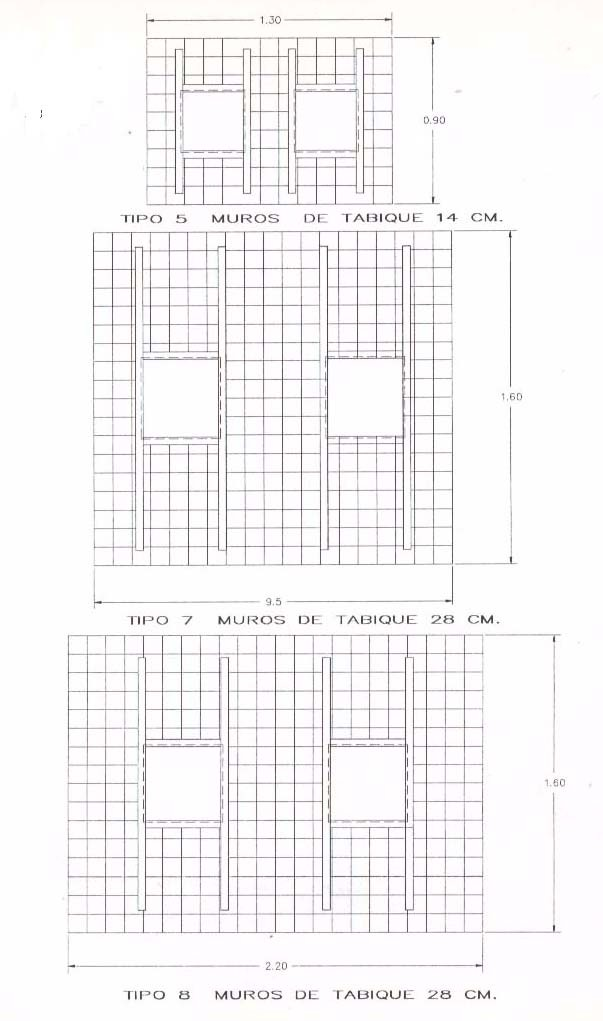 1.30
0.90
TIPO 5 MUROS DE TABIQUE 14 CM.
1.60
9.5
TIPO 7 MUROS DE TABIQUE 28 CM.
1.60
2.20
TIPO 8 MUROS DE TABIQUE 28 CM.